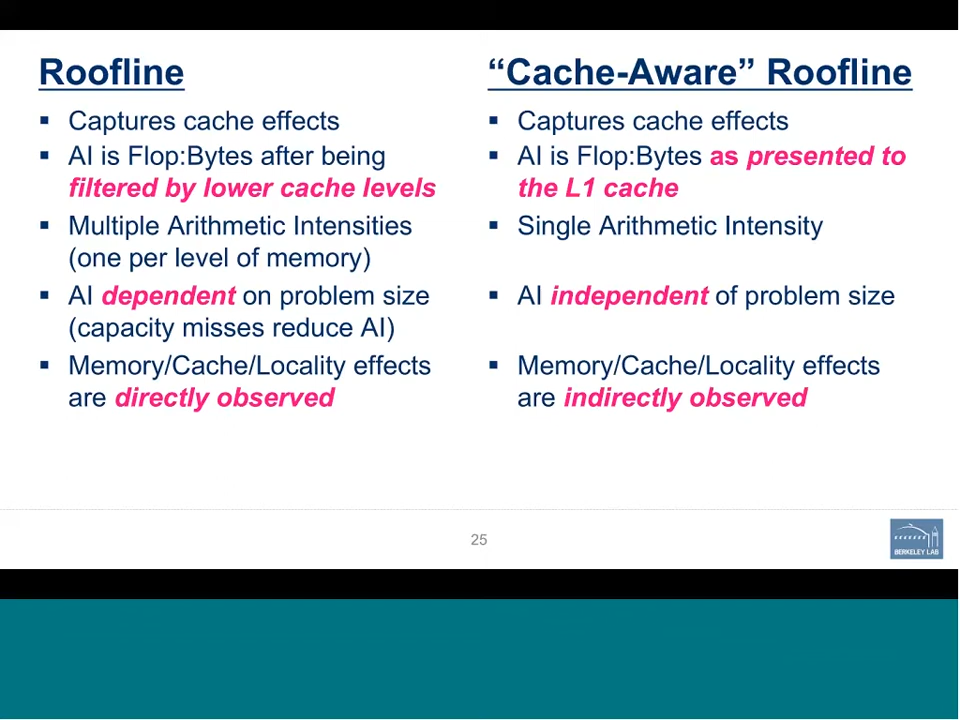 Roofline
▪ Captures cache effects
▪ AI is Flop:Bytes after being
filtered by lower cache levels
▪ Multiple Arithmetic Intensities
(one per level of memory)
▪ AI dependent on problem size
(capacity misses reduce AI)
▪ Memory/Cache/Locality effects
are directly observed
“Cache-Aware” Roofline
▪ Captures cache effects
▪ AI is Flop:Bytes as presented to
the L1 cache
▪ Single Arithmetic Intensity
▪ AI independent of problem size
▪ Memory/Cache/Locality effects
are indirectly observed
25
BERKELEY LAB